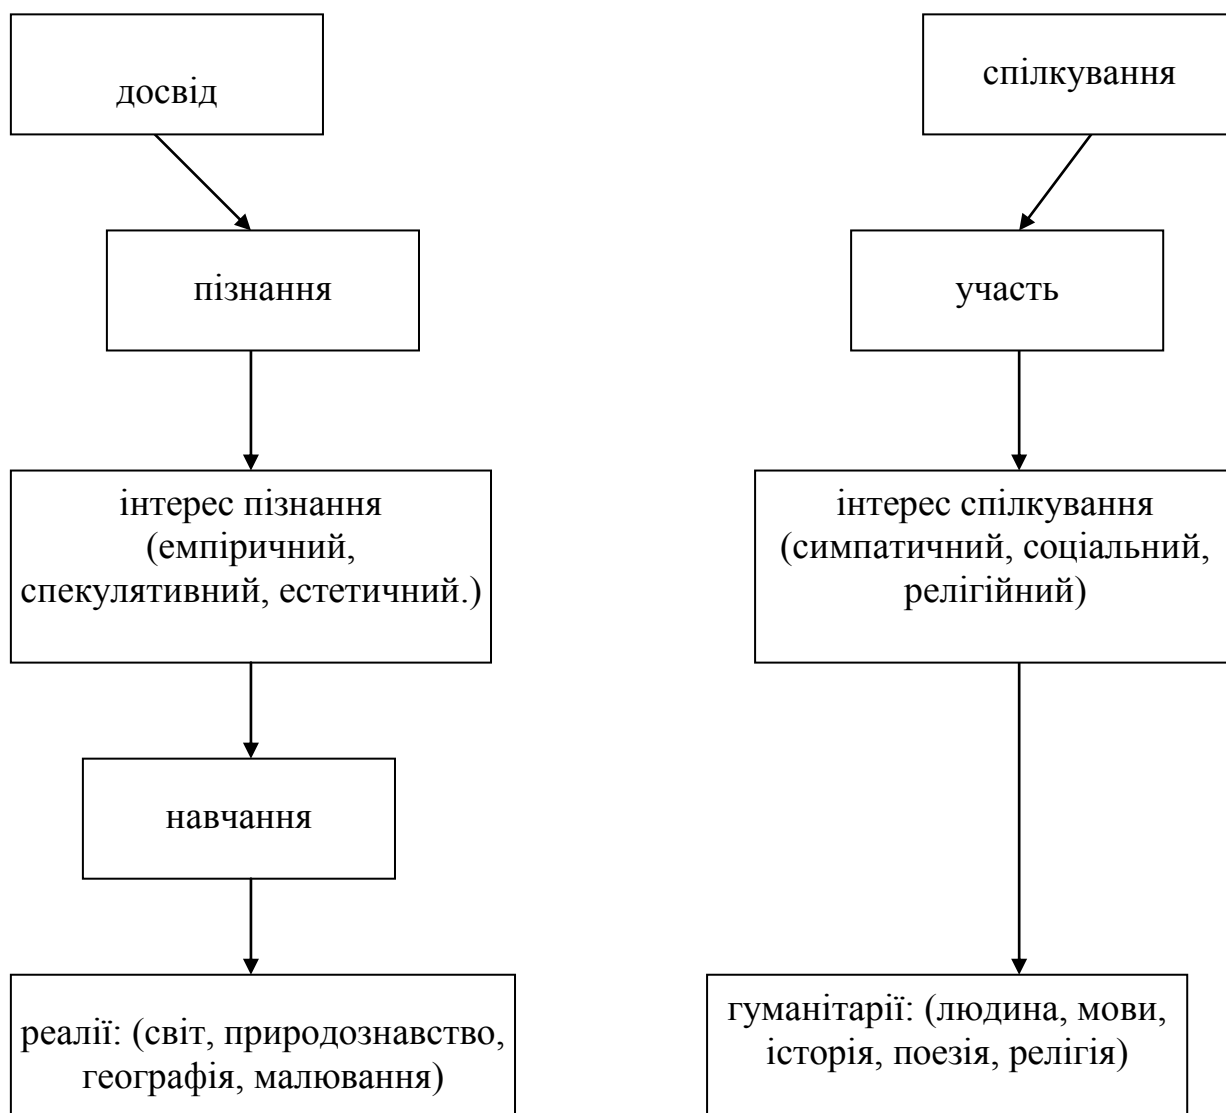 досвід
спілкування
пізнання
участь
інтерес пізнання
(емпіричний,
спекулятивний, естетичний.)
інтерес спілкування
(симпатичний, соціальний,
релігійний)
навчання
реалії: (світ, природознавство,
географія, малювання)
гуманітарії: (людина, мови,
історія, поезія, релігія)